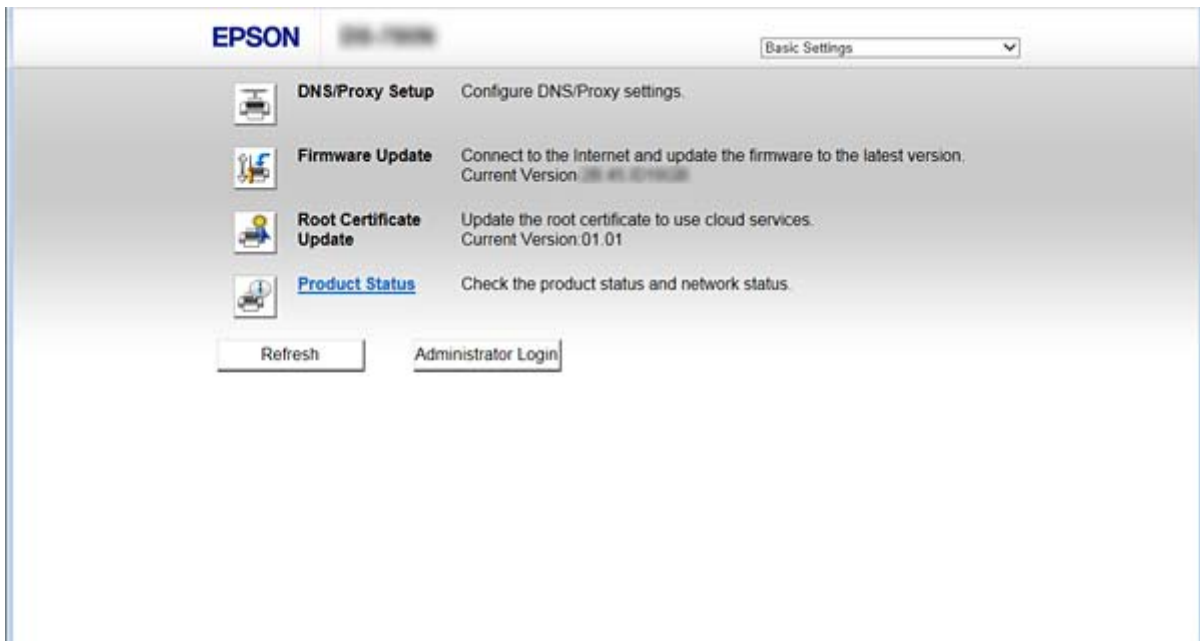 EPSON
Basic Settings
DNS/Proxy Setup
Configure DNS/Proxy settings.
Firmware Update
Connect to the Internet and update the firmware to the latest version.
Current Version:
Root Certificate
Update
Update the root certificate to use cloud services.
Current Version:01.01
Product Status
Check the product status and network status.
Refresh
Administrator Login